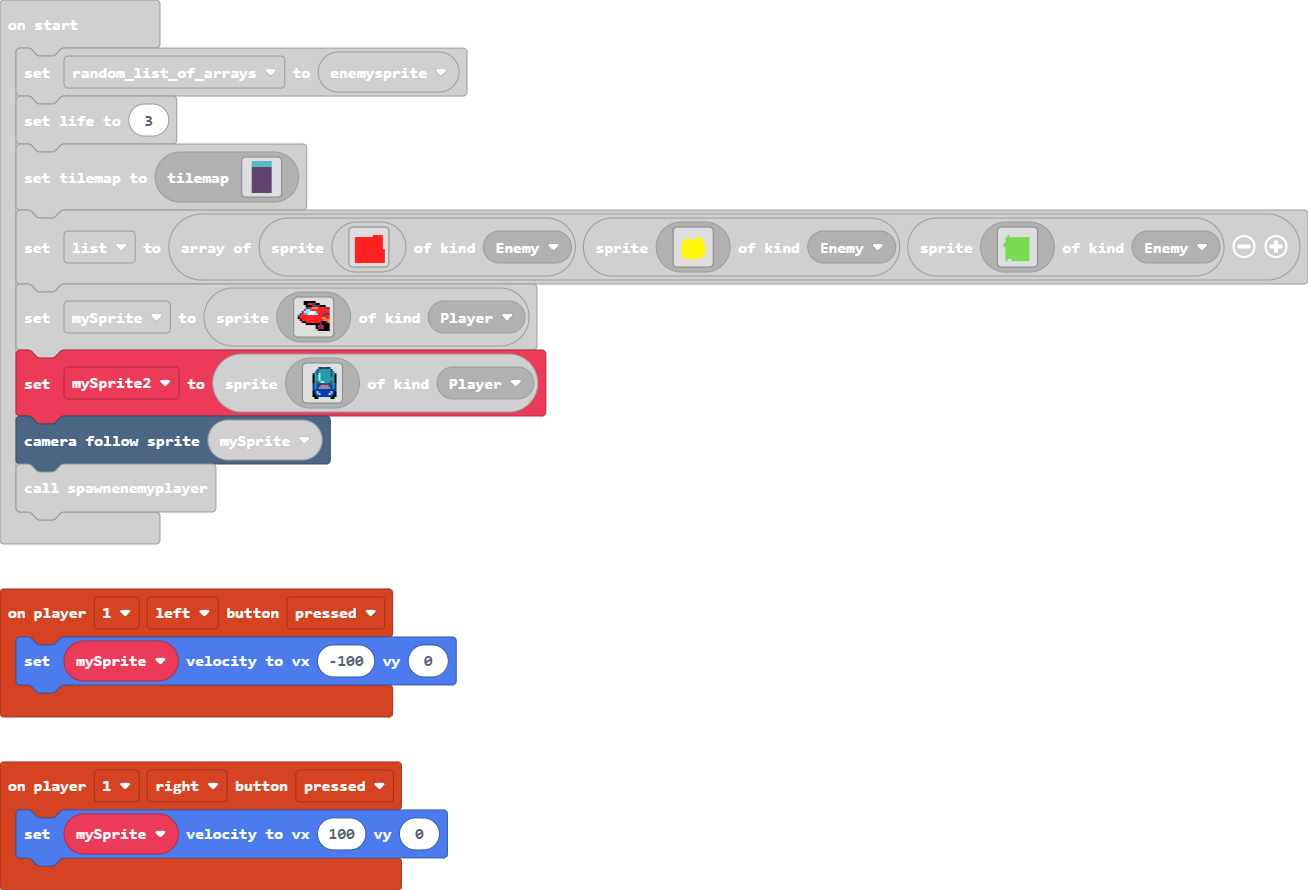 on start
set random_list_of_arrays to enemysprite
set life to 3
set tilemap to tilemap
set list to array of sprite of kind Enemy sprite of kind Enemy sprite of kind Enemy
set mySprite to sprite of kind Player
set mySprite2 to sprite of kind Player
camera follow sprite mySprite
call spawnenemyplayer
on player 1 left button pressed
set mySprite velocity to vx -100 vy 0
on player 1 right button pressed
set mySprite velocity to vx 100 vy 0